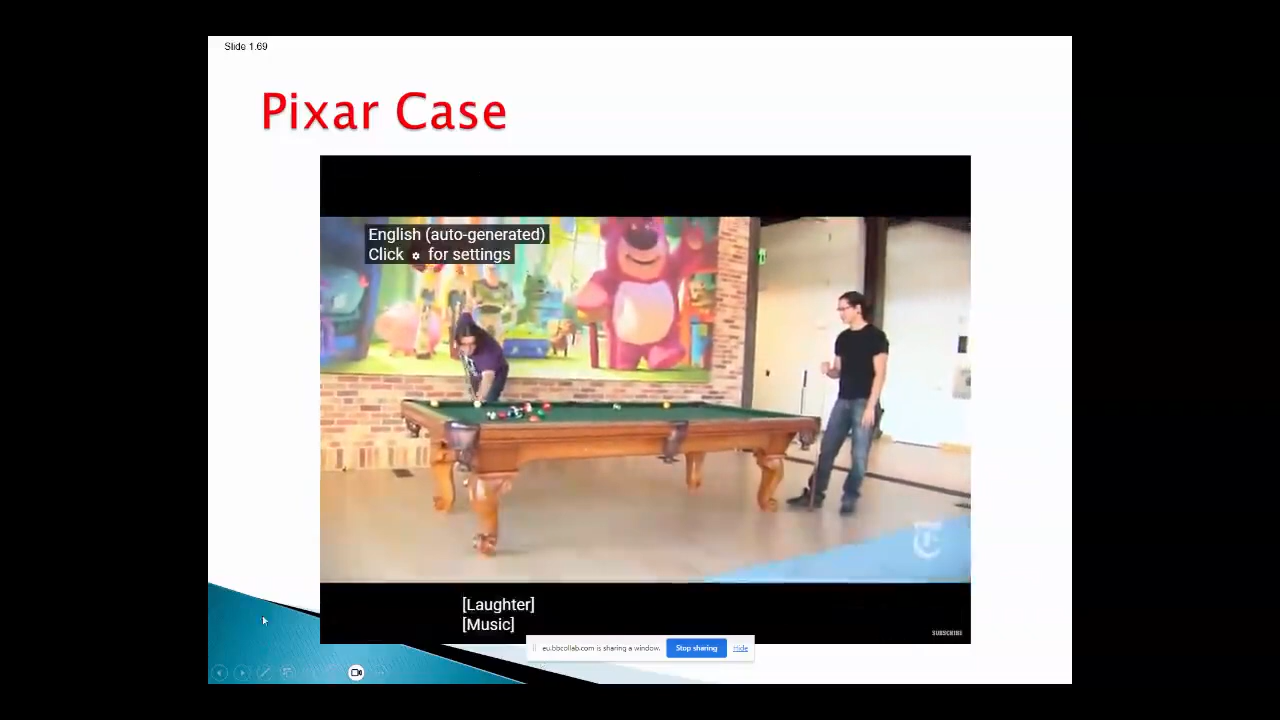 Slide 1.69
Pixar Case
English (auto-generated)
Click for settings
[Laughter]
[Music]
SUBSCRIBE
eu.bbcollab.com is sharing a window.
Stop sharing
Hide